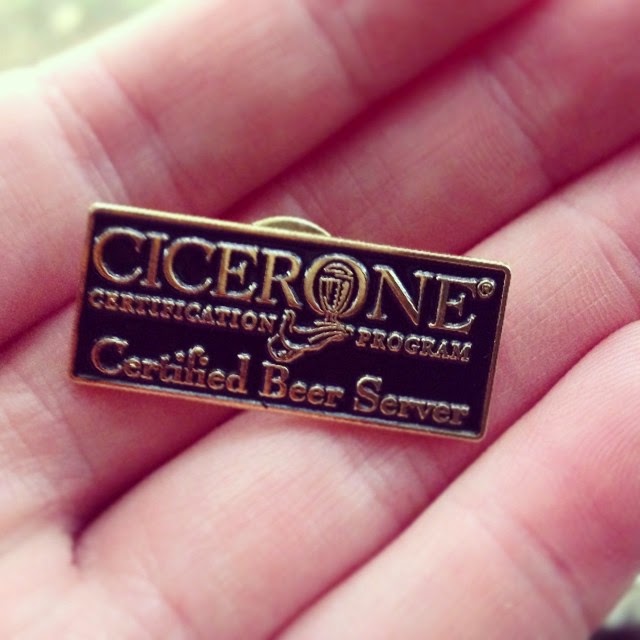 CICERONE®
CERTIFICATION PROGRAM
Certified Beer Server